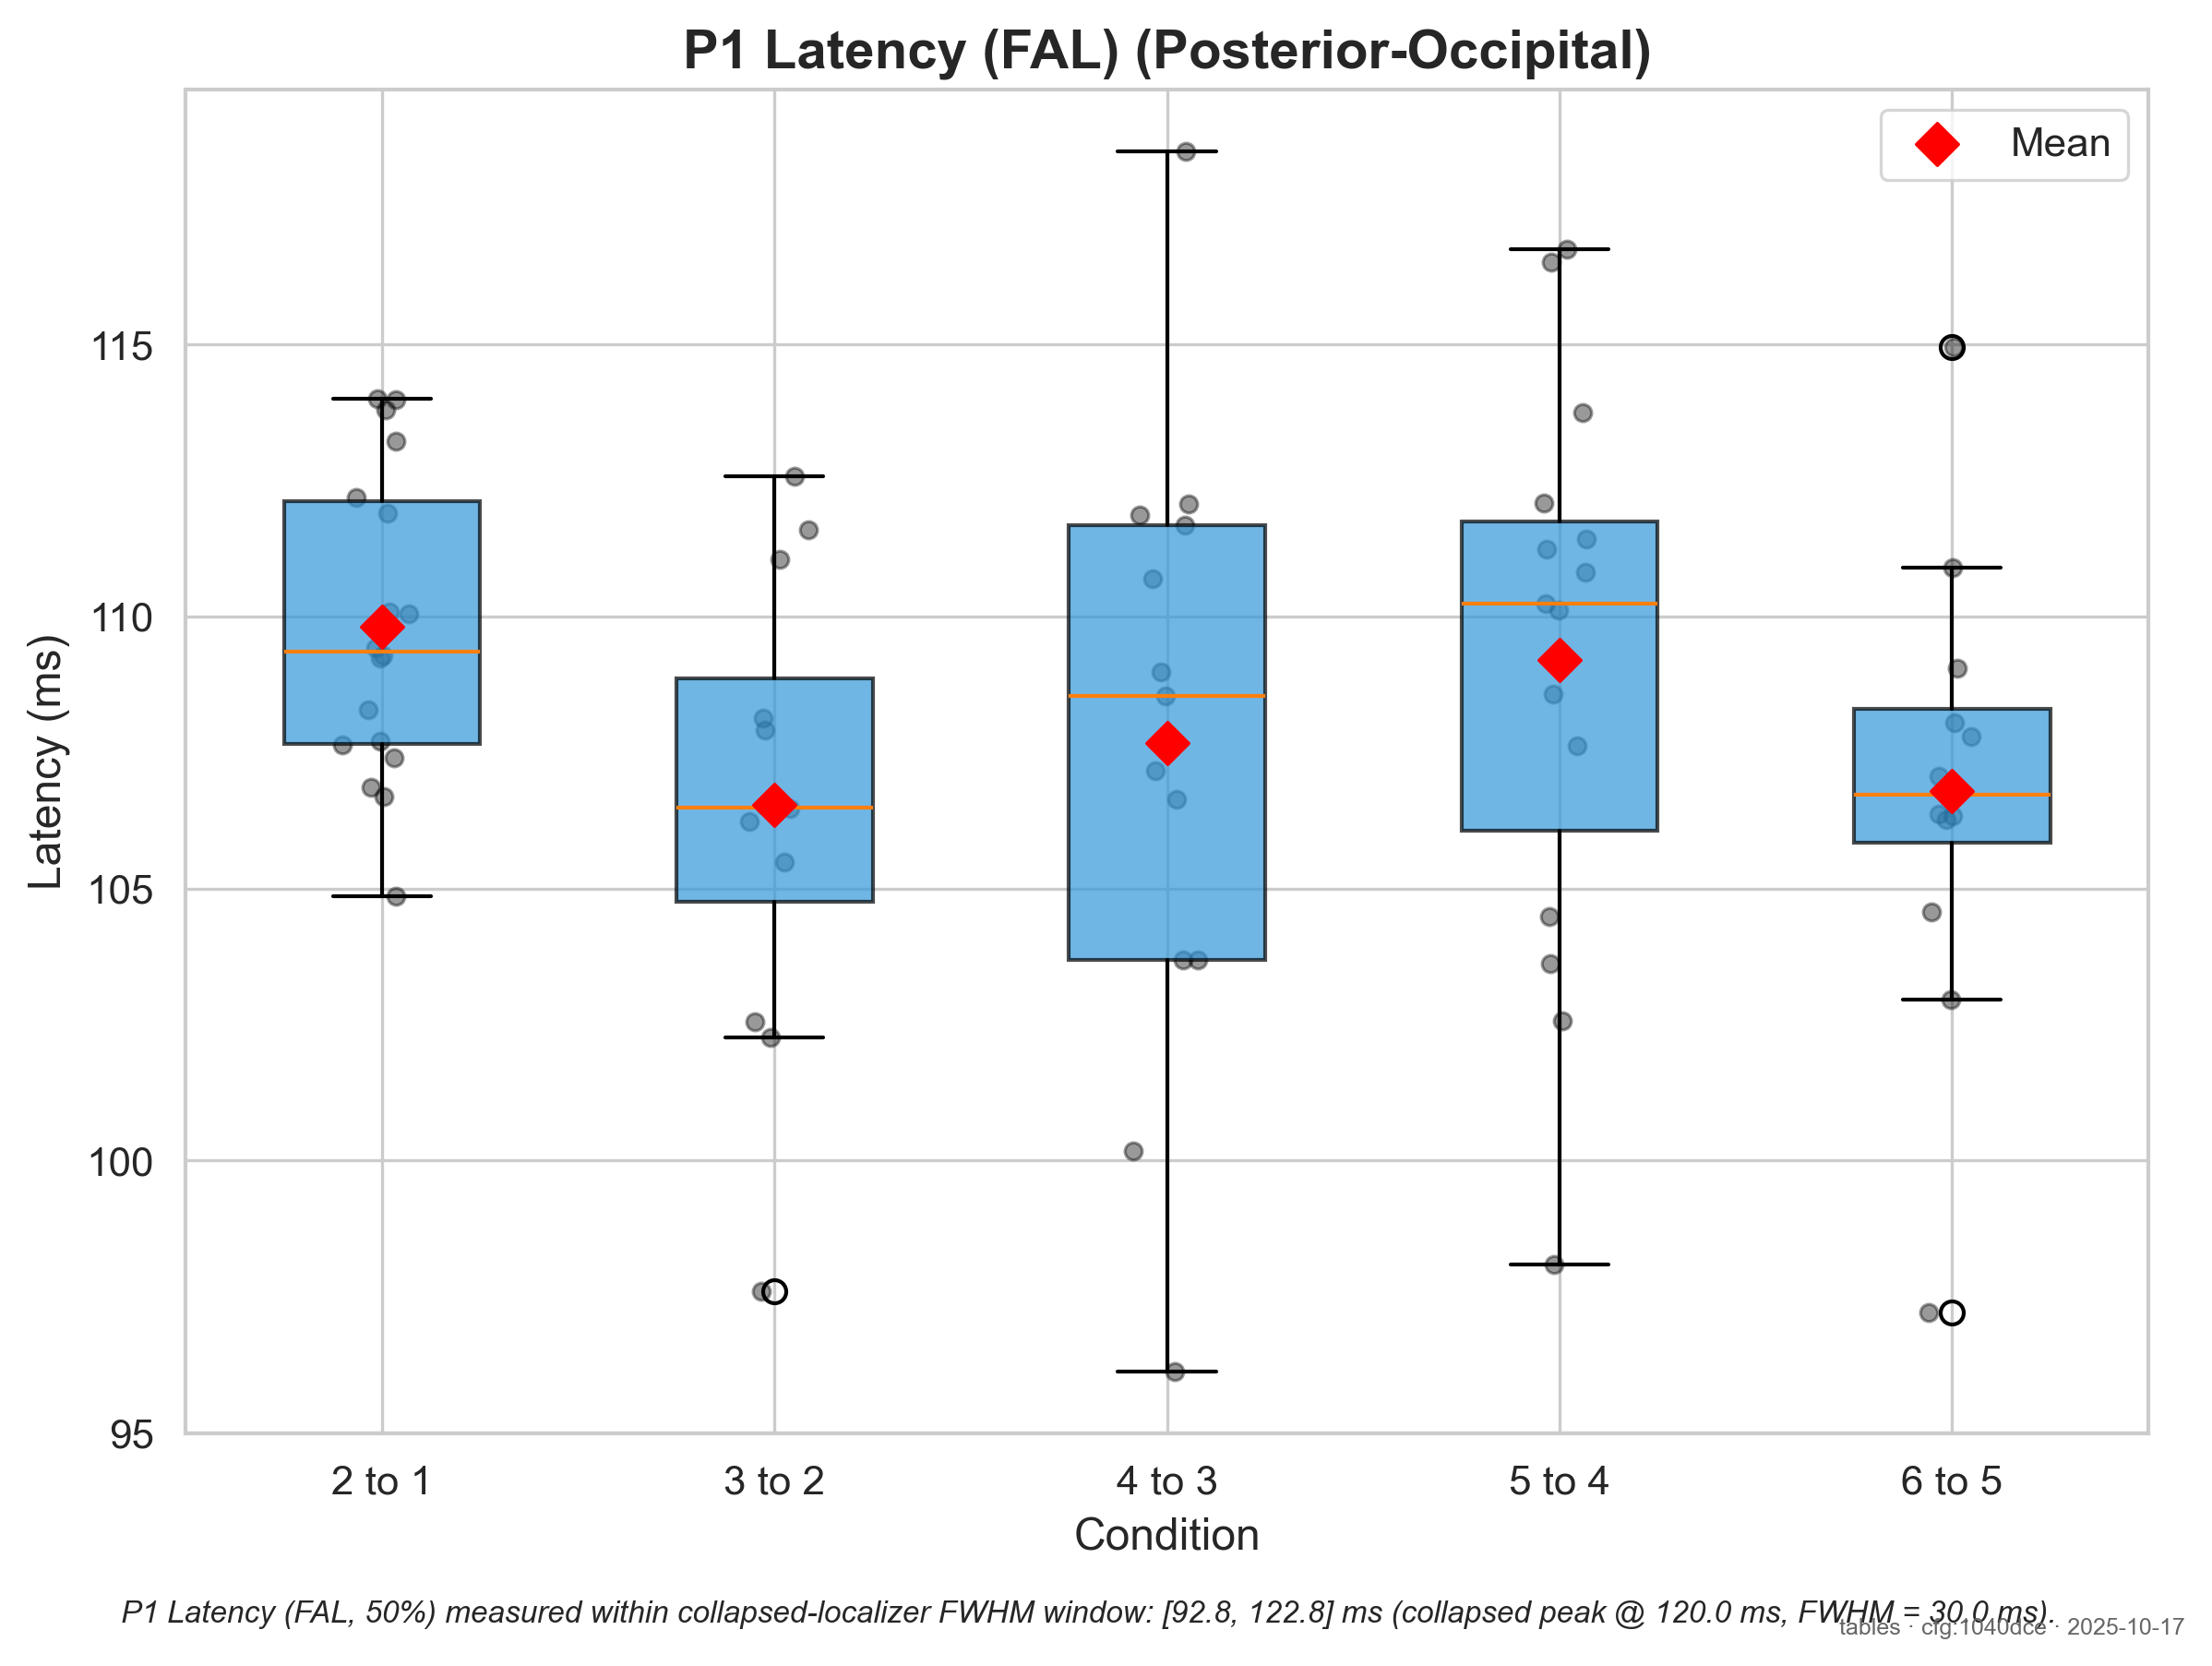 P1 Latency (FAL) (Posterior-Occipital)
Mean
Latency (ms)
115
110
105
100
95
2 to 1
3 to 2
4 to 3
5 to 4
6 to 5
Condition
P1 Latency (FAL, 50%) measured within collapsed-localizer FWHM window: [92.8, 122.8] ms (collapsed peak @ 120.0 ms, FWHM = 30.0 ms).
tables · cfg:1040dce · 2025-10-17